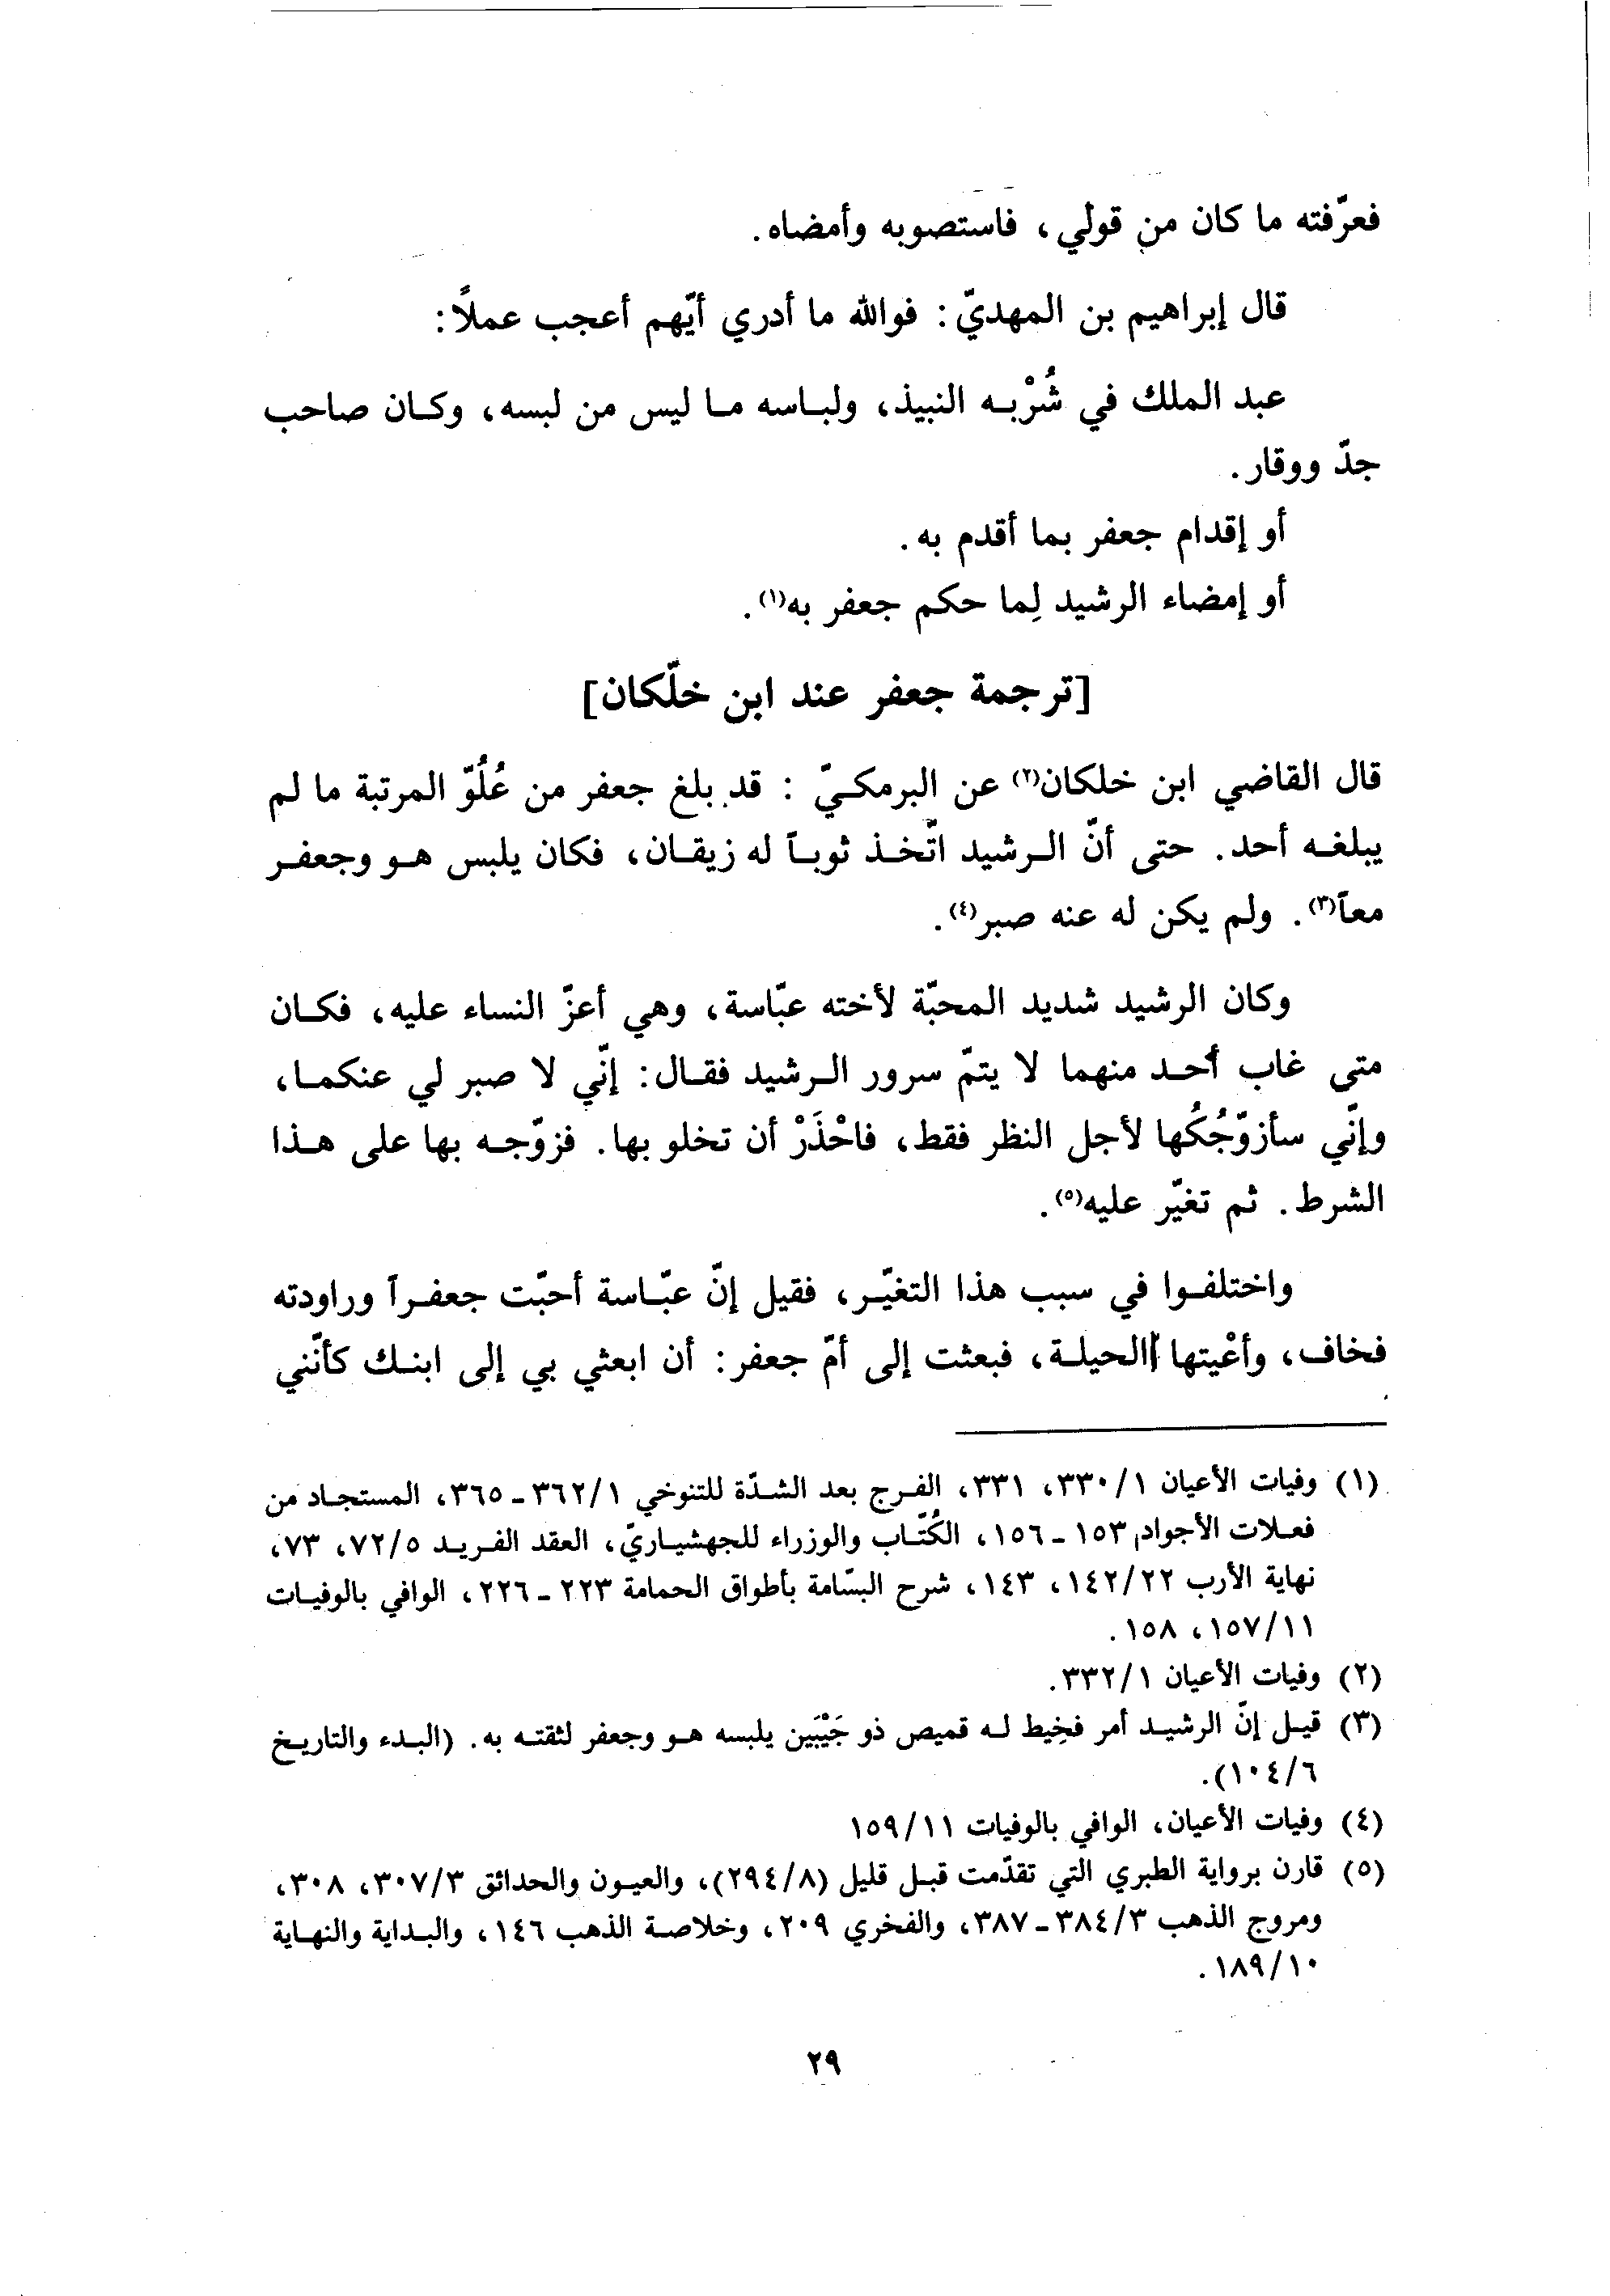 فعرّفته ما كان من قولي، فاستصوبه وأمضاه.
قال إبراهيم بن المهديّ: فوالله ما أدري أيّهم أعجب عملًا:
عبد الملك في شُرْبه النبيذ، ولباسه ما ليس من لبسه، وكان صاحب
جدّ ووقار.
أو إقدام جعفر بما أقدم به.
أو إمضاء الرشيد لِما حكم جعفر به(١).
[ترجمة جعفر عند ابن خلّكان]
قال القاضي ابن خلكان(٢) عن البرمكيّ: قد بلغ جعفر من عُلُوّ المرتبة ما لم
يبلغه أحد. حتى أنّ الرشيد اتّخذ ثوباً له زيقان، فكان يلبس هو وجعفر
معاً(٣). ولم يكن له عنه صبر(٤).
وكان الرشيد شديد المحبّة لأخته عبّاسة، وهي أعزّ النساء عليه، فكان
متى غاب أحد منهما لا يتمّ سرور الرشيد فقال: إنّي لا صبر لي عنكما،
وإنّي سأزوّجُكُها لأجل النظر فقط، فاحْذَرْ أن تخلو بها. فزوّجه بها على هذا
الشرط. ثم تغيّر عليه(٥).
واختلفوا في سبب هذا التغيّر، فقيل إنّ عبّاسة أحبّت جعفراً وراودته
فخاف، وأعْيتها الحيلة، فبعثت إلى أمّ جعفر: أن ابعثي بي إلى ابنك كأنّني
(١) وفيات الأعيان ٣٣٠/١، ٣٣١، الفرج بعد الشدّة للتنوخي ٣٦٢/١ - ٣٦٥، المستجاد من
فعلات الأجواد ١٥٣ - ١٥٦، الكُتّاب والوزراء للجهشياريّ، العقد الفريد ٧٢/٥، ٧٣،
نهاية الأرب ١٤٢/٢٢، ١٤٣، شرح البسّامة بأطواق الحمامة ٢٢٣ - ٢٢٦، الوافي بالوفيات
١٥٧/١١، ١٥٨.
(٢) وفيات الأعيان ٣٣٢/١.
(٣) قيل إنّ الرشيد أمر فخِيط له قميص ذو جَيْبَين يلبسه هو وجعفر لثقته به. (البدء والتاريخ
١٠٤/٦).
(٤) وفيات الأعيان، الوافي بالوفيات ١٥٩/١١
(٥) قارن برواية الطبري التي تقدّمت قبل قليل (٢٩٤/٨)، والعيون والحدائق ٣٠٧/٣، ٣٠٨،
ومروج الذهب ٣٨٤/٣ - ٣٨٧، والفخري ٢٠٩، وخلاصة الذهب ١٤٦، والبداية والنهاية
١٨٩/١٠.
٢٩